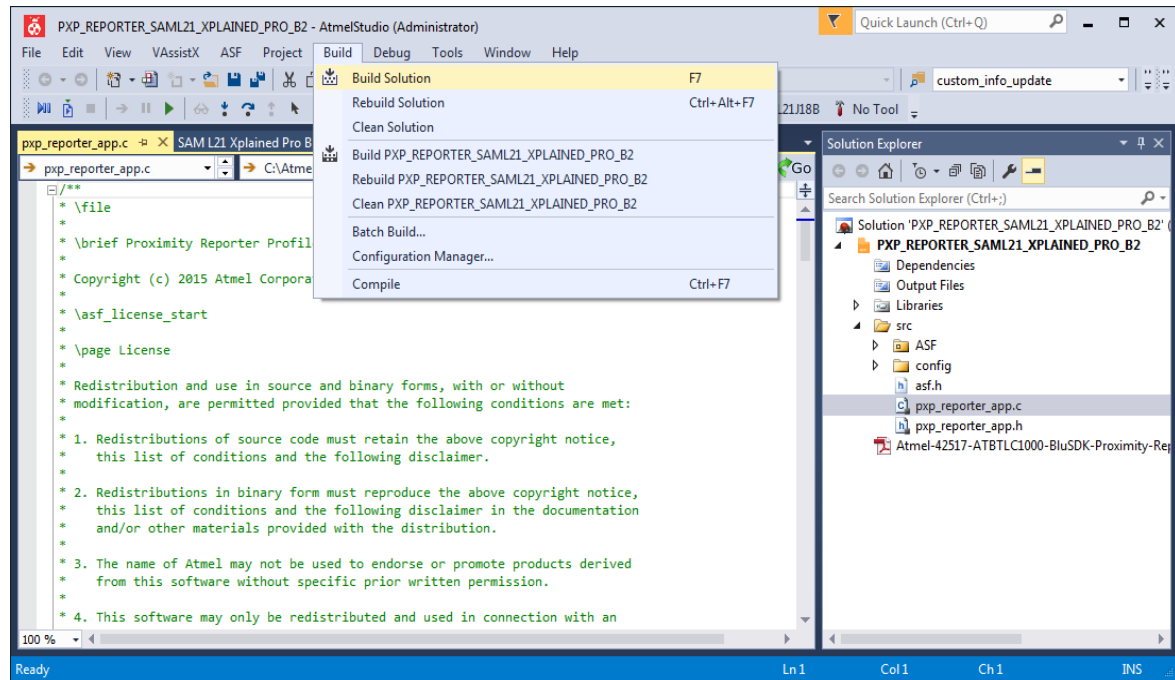 PXP_REPORTER_SAML21_XPLAINED_PRO_B2 - AtmelStudio (Administrator)
Quick Launch (Ctrl+Q)
File Edit View VAssistX ASF Project Build Debug Tools Window Help
custom_info_update
L21J18B No Tool
Build Solution F7
Rebuild Solution Ctrl+Alt+F7
Clean Solution
Build PXP_REPORTER_SAML21_XPLAINED_PRO_B2
Rebuild PXP_REPORTER_SAML21_XPLAINED_PRO_B2
Clean PXP_REPORTER_SAML21_XPLAINED_PRO_B2
Batch Build...
Configuration Manager...
Compile Ctrl+F7
pxp_reporter_app.c SAM L21 Xplained Pro B
pxp_reporter_app.c C:\Atme Go
/**
* \file
*
* \brief Proximity Reporter Profil
*
* Copyright (c) 2015 Atmel Corpora
*
* \asf_license_start
*
* \page License
*
* Redistribution and use in source and binary forms, with or without
* modification, are permitted provided that the following conditions are met:
*
* 1. Redistributions of source code must retain the above copyright notice,
* this list of conditions and the following disclaimer.
*
* 2. Redistributions in binary form must reproduce the above copyright notice,
* this list of conditions and the following disclaimer in the documentation
* and/or other materials provided with the distribution.
*
* 3. The name of Atmel may not be used to endorse or promote products derived
* from this software without specific prior written permission.
*
* 4. This software may only be redistributed and used in connection with an
100 %
Solution Explorer
Search Solution Explorer (Ctrl+;)
Solution 'PXP_REPORTER_SAML21_XPLAINED_PRO_B2' (
PXP_REPORTER_SAML21_XPLAINED_PRO_B2
Dependencies
Output Files
Libraries
src
ASF
config
asf.h
pxp_reporter_app.c
pxp_reporter_app.h
Atmel-42517-ATBTLC1000-BluSDK-Proximity-Rep
Ready Ln 1 Col 1 Ch 1 INS